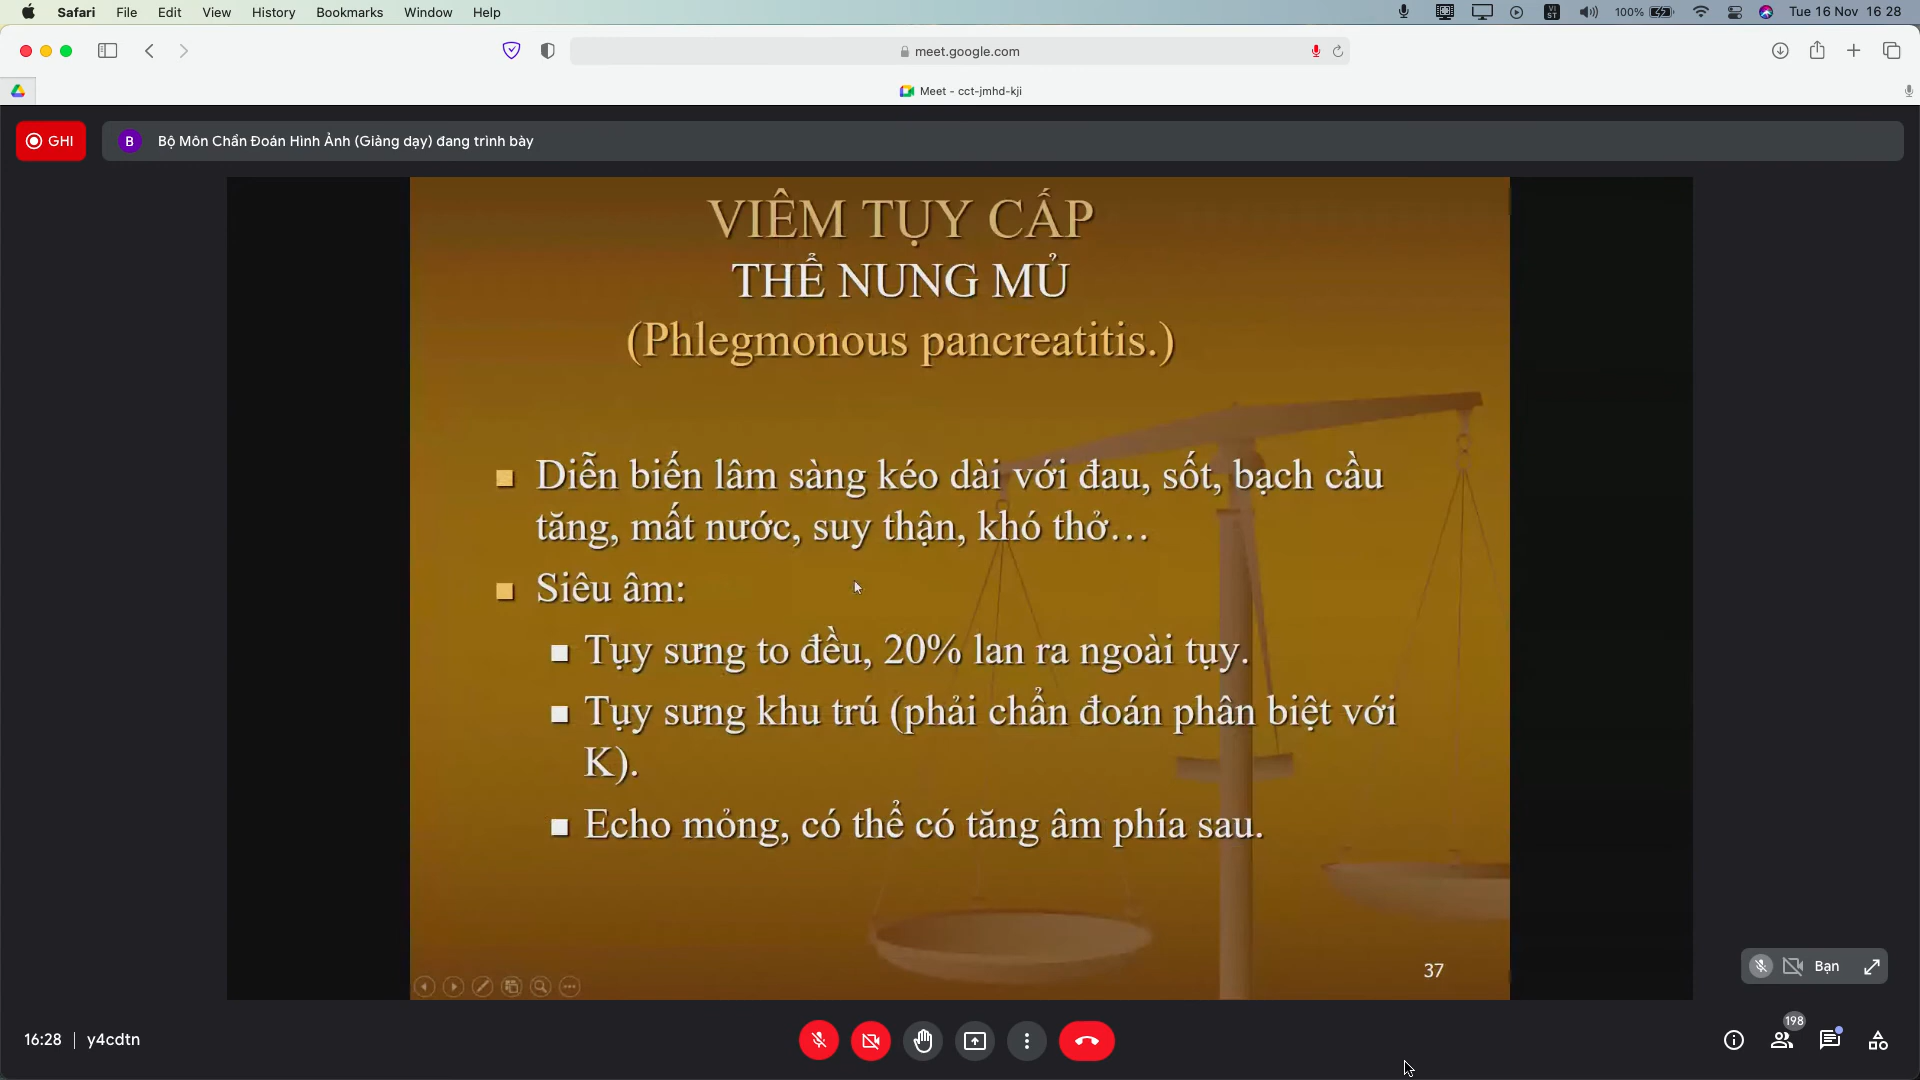 Safari File Edit View History Bookmarks Window Help
VI
ST
100%
Tue 16 Nov 16 28
meet.google.com
Meet - cct-jmhd-kji
GHI
B
Bộ Môn Chẩn Đoán Hình Ảnh (Giảng dạy) đang trình bày
VIÊM TỤY CẤP
THỂ NUNG MỦ
(Phlegmonous pancreatitis.)
Diễn biến lâm sàng kéo dài với đau, sốt, bạch cầu
tăng, mất nước, suy thận, khó thở…
Siêu âm:
Tụy sưng to đều, 20% lan ra ngoài tụy.
Tụy sưng khu trú (phải chẩn đoán phân biệt với
K).
Echo mỏng, có thể có tăng âm phía sau.
37
Bạn
16:28 | y4cdtn
198